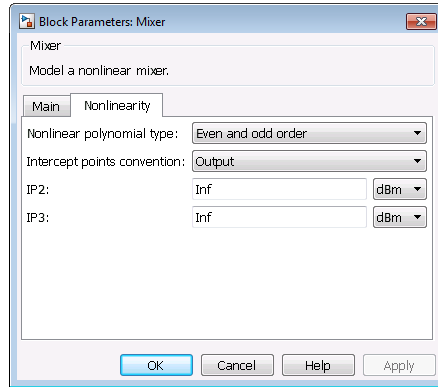 Block Parameters: Mixer
Mixer
Model a nonlinear mixer.
Main Nonlinearity
Nonlinear polynomial type: Even and odd order
Intercept points convention: Output
IP2: Inf dBm
IP3: Inf dBm
OK Cancel Help Apply